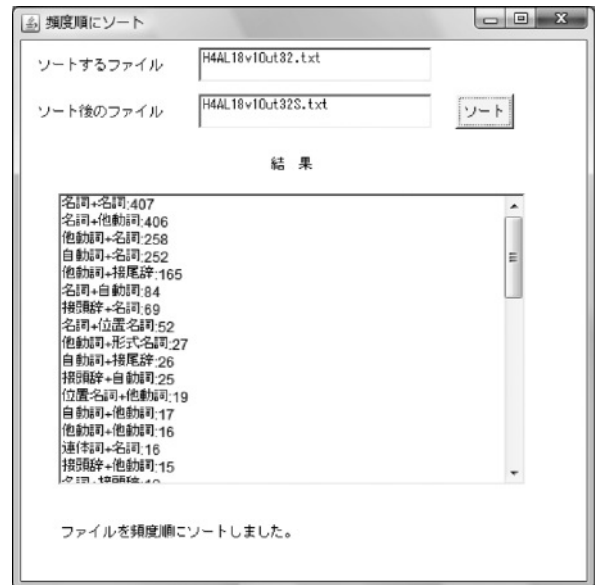 頻度順にソート
ソートするファイル H4AL18v10ut32.txt
ソート後のファイル H4AL18v10ut32S.txt ソート
結 果
名詞+名詞:407
名詞+他動詞:406
他動詞+名詞:258
自動詞+名詞:252
他動詞+接尾辞:165
名詞+自動詞:84
接頭辞+名詞:69
名詞+位置名詞:52
他動詞+形式名詞:27
自動詞+接尾辞:26
接頭辞+自動詞:25
位置名詞+他動詞:19
自動詞+他動詞:17
他動詞+他動詞:16
連体詞+名詞:16
接頭辞+他動詞:15
ファイルを頻度順にソートしました。